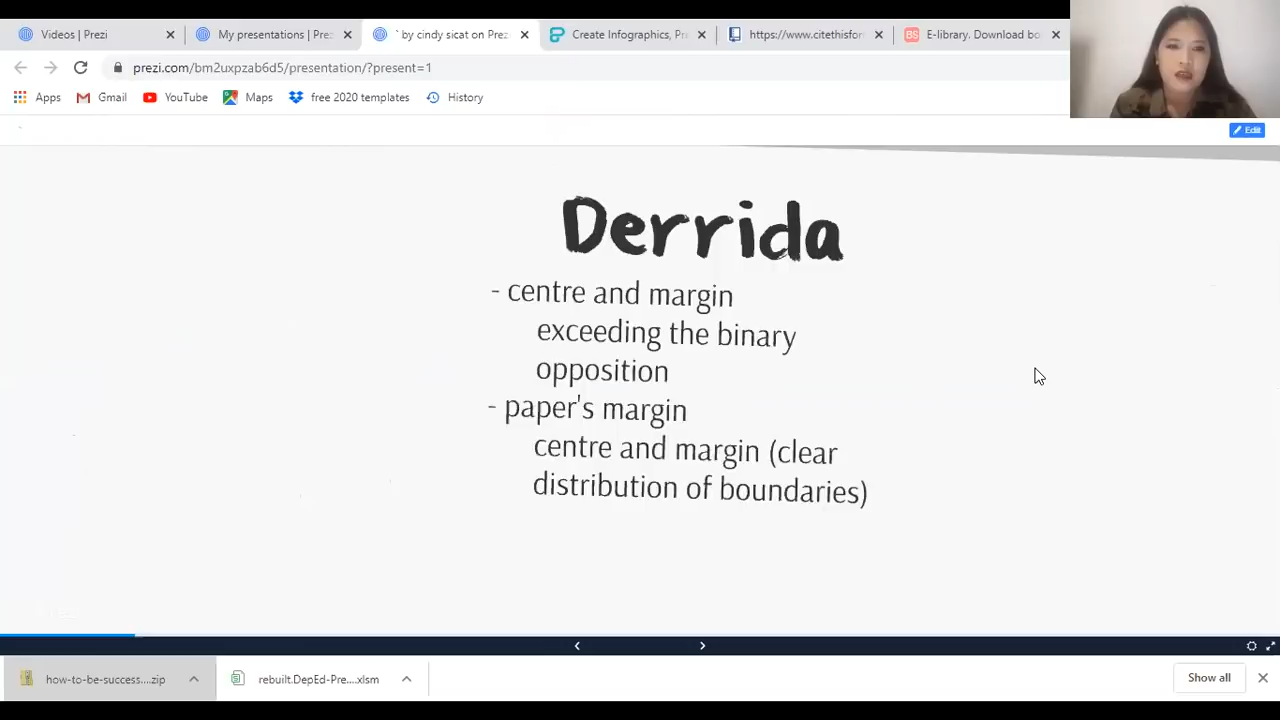 Videos | Prezi
My presentations | Prez
` by cindy sicat on Prez
Create Infographics, Pre
https://www.citethisfor
E-library. Download bo
prezi.com/bm2uxpzab6d5/presentation/?present=1
Apps
Gmail
YouTube
Maps
free 2020 templates
History
Edit
Derrida
- centre and margin
exceeding the binary
opposition
- paper's margin
centre and margin (clear
distribution of boundaries)
how-to-be-success....zip
rebuilt.DepEd-Pre....xlsm
Show all